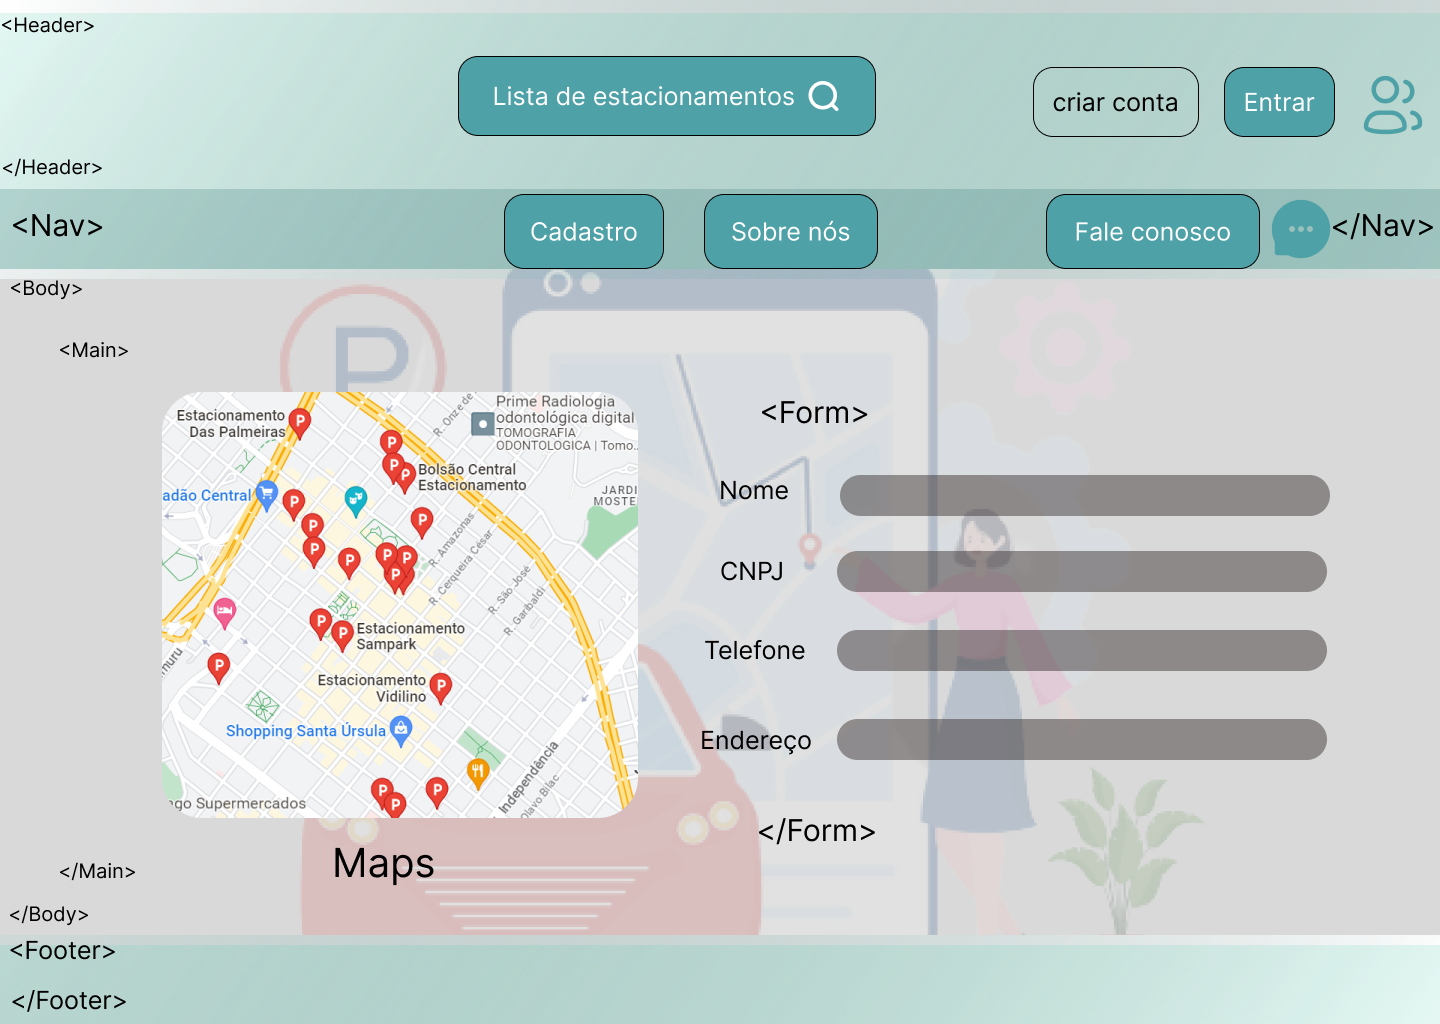 <Header>
Lista de estacionamentos
criar conta
Entrar
</Header>
<Nav>
Cadastro
Sobre nós
Fale conosco
</Nav>
<Body>
<Main>
P
Estacionamento
Das Palmeiras
Prime Radiologia
odontológica digital
TOMOGRAFIA
ODONTOLOGICA | Tomo...
R. Onze de
Bolsão Central
Estacionamento
adão Central
JARDI
MOSTE
R. Amazonas
R. Cerqueira César
R. São José
R. Garibaldi
Estacionamento
Sampark
muru
Estacionamento
Vidilino
Shopping Santa Úrsula
Independência
Olavo Bilac
ago Supermercados
Maps
<Form>
Nome
CNPJ
Telefone
Endereço
</Form>
</Main>
</Body>
<Footer>
</Footer>